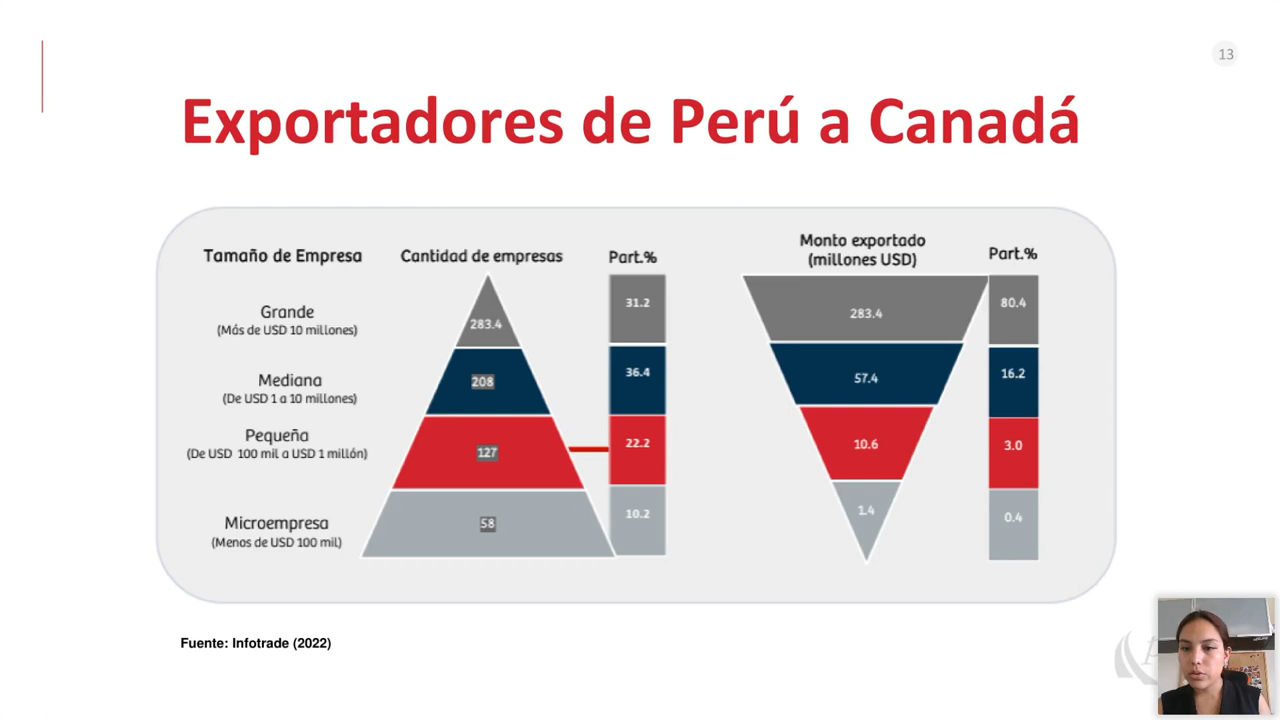 13
Exportadores de Perú a Canadá
Tamaño de Empresa
Cantidad de empresas
Part.%
Monto exportado
(millones USD)
Part.%
Grande
(Más de USD 10 millones)
283.4
31.2
283.4
80.4
Mediana
(De USD 1 a 10 millones)
208
36.4
57.4
16.2
Pequeña
(De USD 100 mil a USD 1 millón)
127
22.2
10.6
3.0
Microempresa
(Menos de USD 100 mil)
58
10.2
1.4
0.4
Fuente: Infotrade (2022)